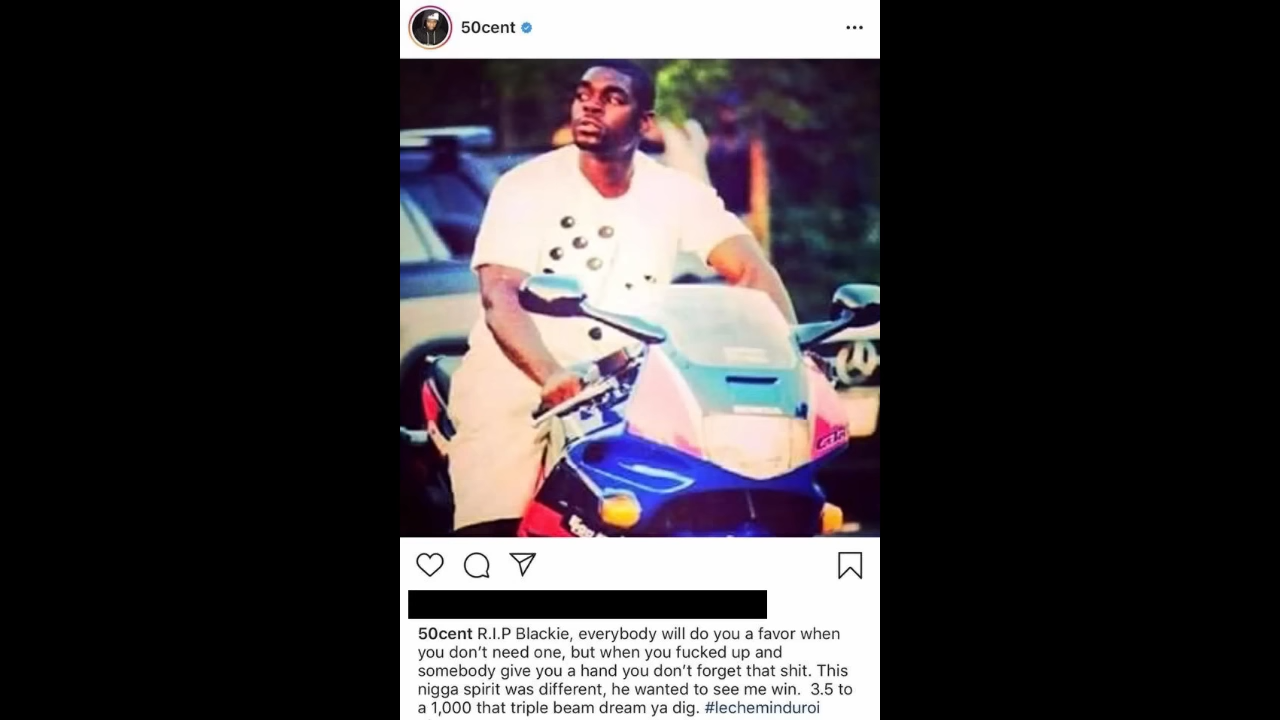 50cent
50cent R.I.P Blackie, everybody will do you a favor when
you don’t need one, but when you fucked up and
somebody give you a hand you don’t forget that shit. This
nigga spirit was different, he wanted to see me win.  3.5 to
a 1,000 that triple beam dream ya dig. #lecheminduroi